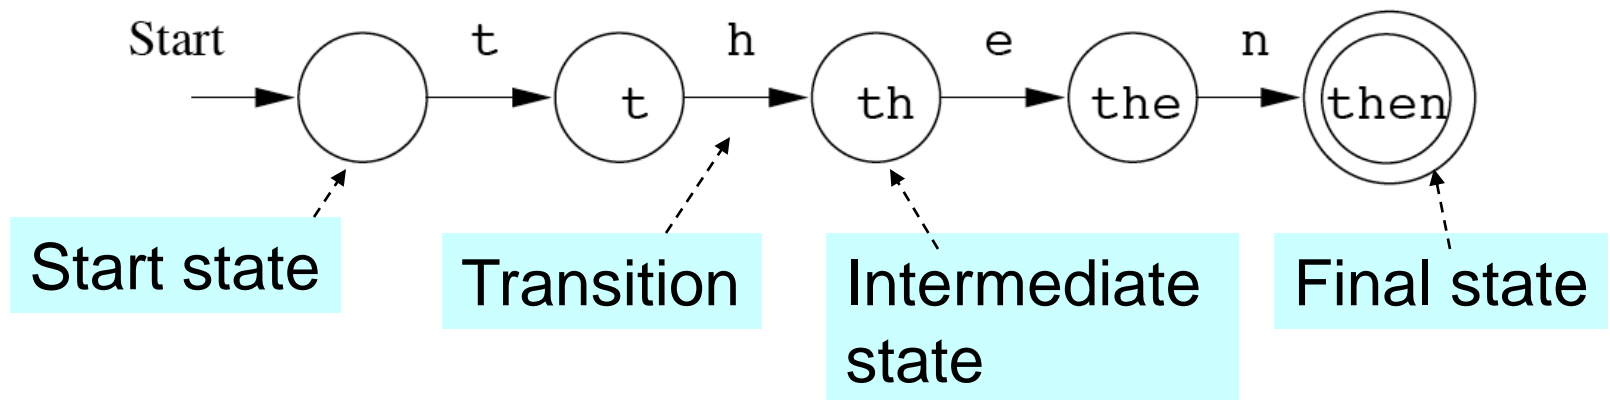 Start t h e n
t th the then
Start state Transition Intermediate Final state
state